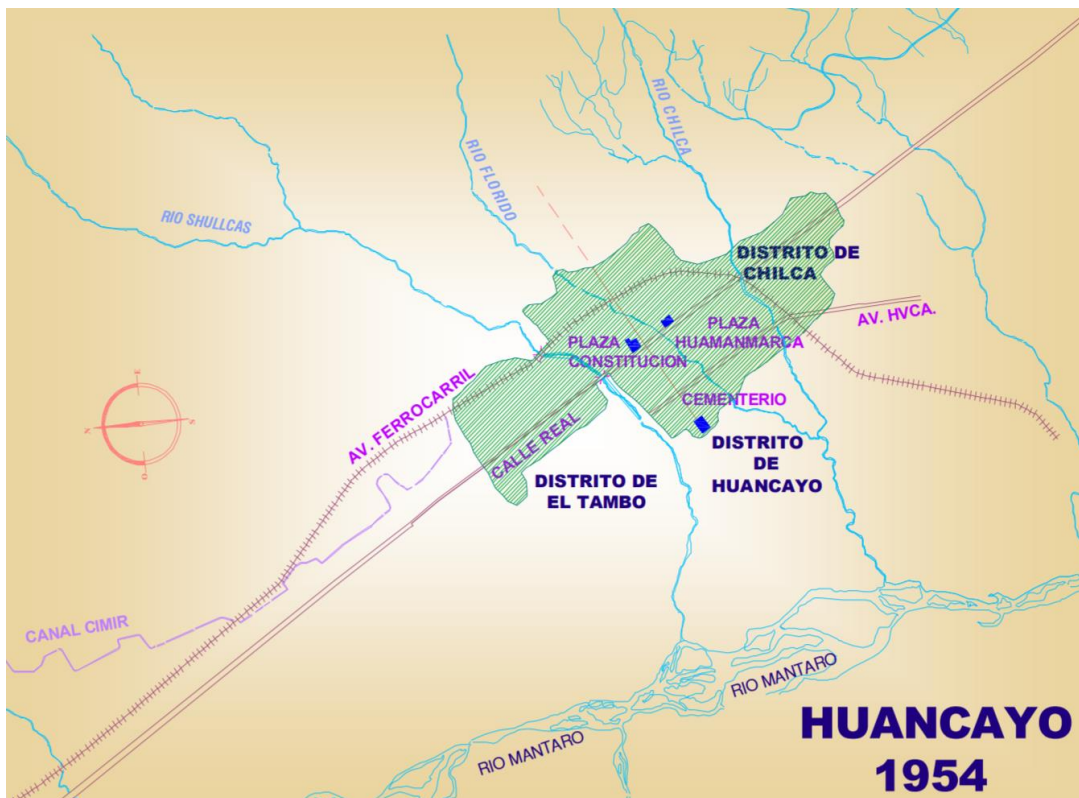 RIO CHILCA
RIO FLORIDO
RIO SHULLCAS
DISTRITO DE
CHILCA
AV. HVCA.
PLAZA
HUAMANMARCA
PLAZA
CONSTITUCION
CEMENTERIO
AV. FERROCARRIL
CALLE REAL
DISTRITO
DE
HUANCAYO
DISTRITO DE
EL TAMBO
CANAL CIMIR
RIO MANTARO
RIO MANTARO
HUANCAYO
1954